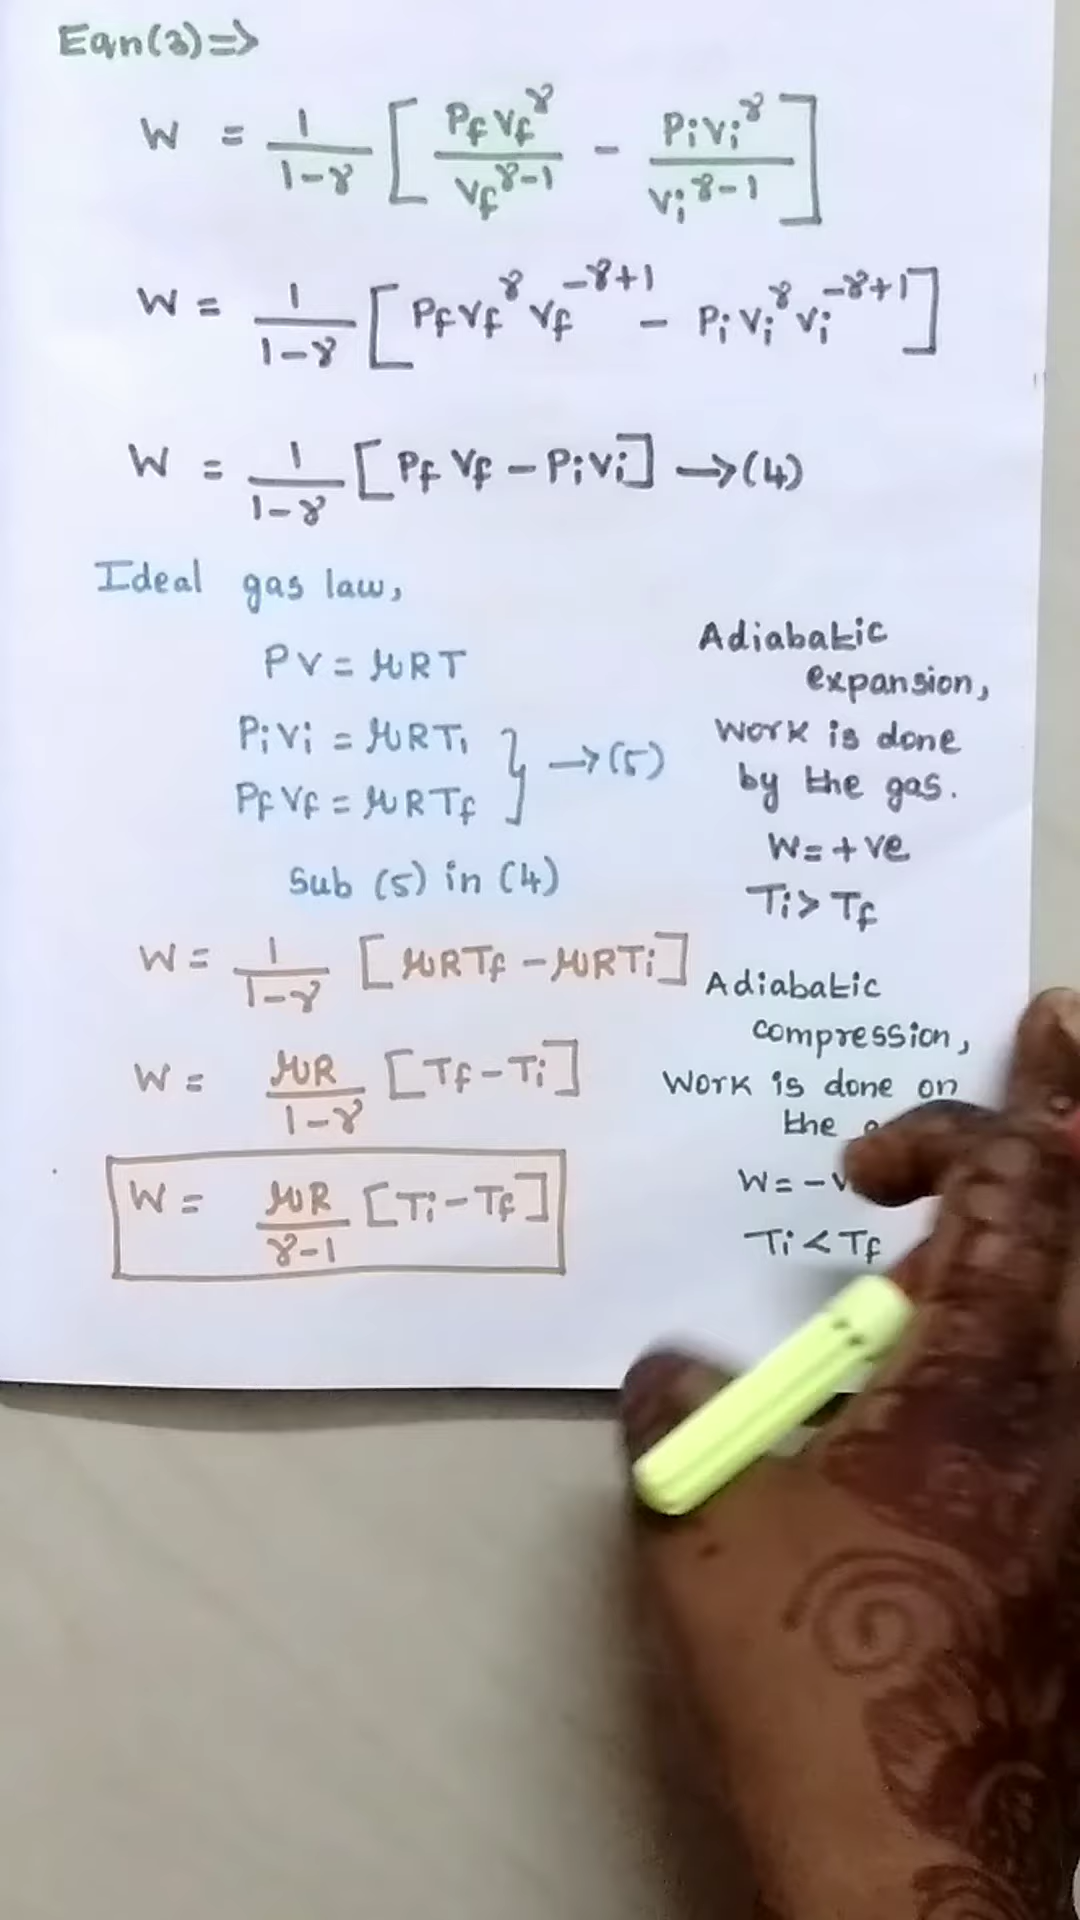 Eqn(3)=>
W = 1/(1-γ) [ PfVf^γ / Vf^(γ-1) - PiVi^γ / Vi^(γ-1) ]
W = 1/(1-γ) [ PfVf^γ Vf^(-γ+1) - PiVi^γ Vi^(-γ+1) ]
W = 1/(1-γ) [ PfVf - PiVi ] → (4)
Ideal gas law,
PV = μRT
PiVi = μRTi
PfVf = μRTf } → (5)
Sub (5) in (4)
W = 1/(1-γ) [ μRTf - μRTi ]
W = μR/(1-γ) [ Tf - Ti ]
W = μR/(γ-1) [ Ti - Tf ]
Adiabatic
expansion,
Work is done
by the gas.
W = +ve
Ti > Tf
Adiabatic
compression,
Work is done on
the
W = -
Ti < Tf